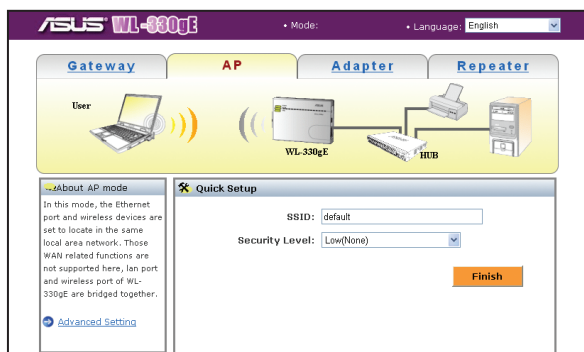 ASUS WL-330gE • Mode: • Language: English
Gateway AP Adapter Repeater
User
WL-330gE
HUB
About AP mode
In this mode, the Ethernet
port and wireless devices are
set to locate in the same
local area network. Those
WAN related functions are
not supported here, lan port
and wireless port of WL-
330gE are bridged together.
Advanced Setting
Quick Setup
SSID: default
Security Level: Low(None)
Finish